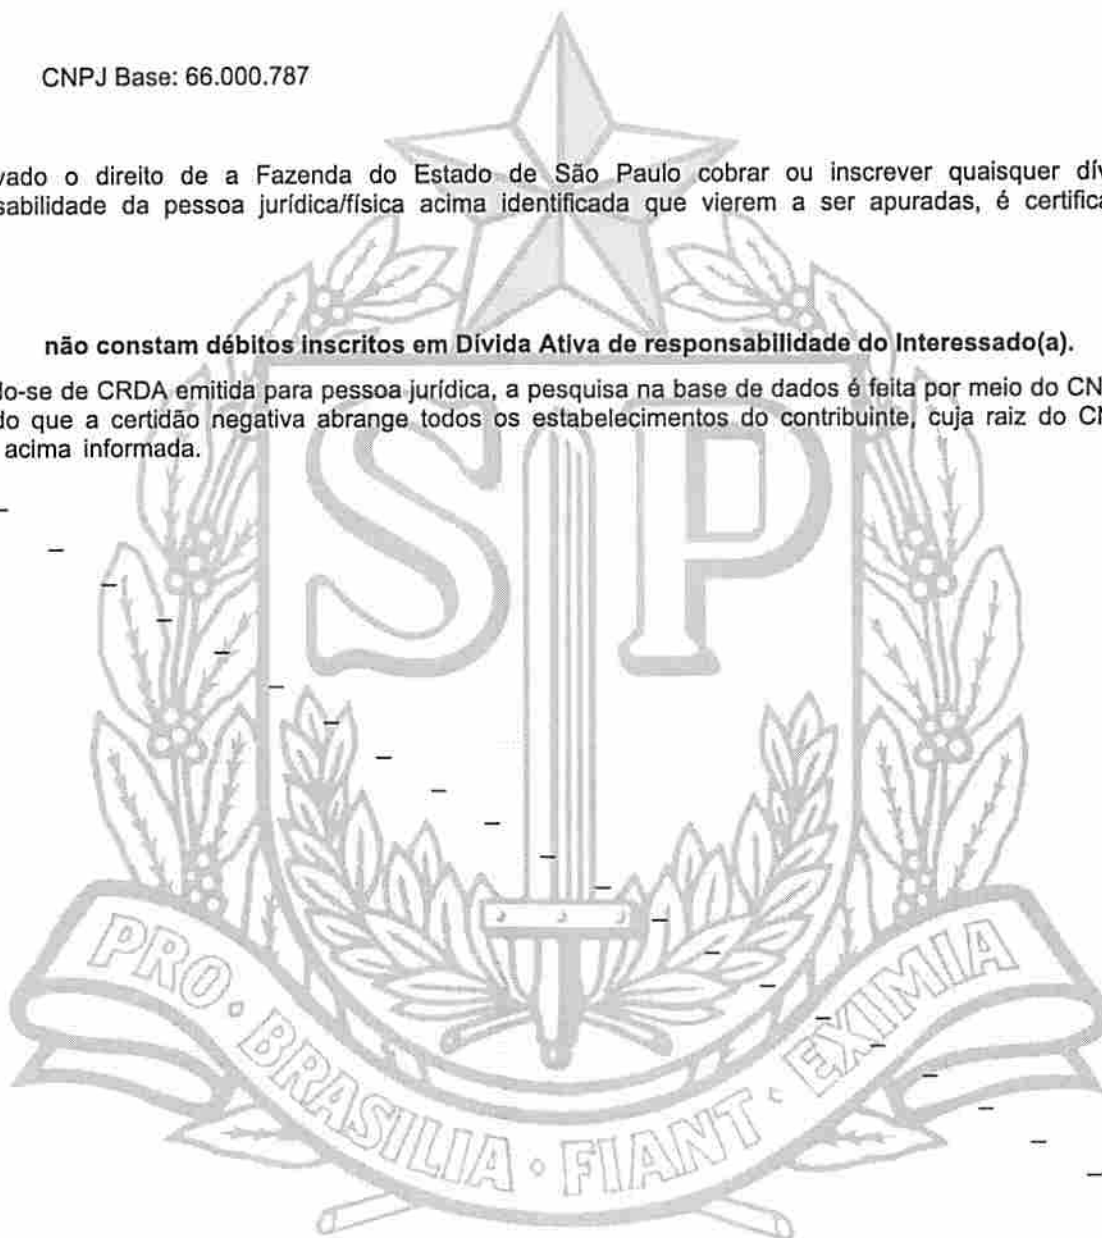 CNPJ Base: 66.000.787
vado o direito de a Fazenda do Estado de São Paulo cobrar ou inscrever quaisquer dív
sabilidade da pessoa jurídica/física acima identificada que vierem a ser apuradas, é certifica
não constam débitos inscritos em Dívida Ativa de responsabilidade do Interessado(a).
do-se de CRDA emitida para pessoa jurídica, a pesquisa na base de dados é feita por meio do CN
do que a certidão negativa abrange todos os estabelecimentos do contribuinte, cuja raiz do CN
acima informada.
SP
PRO · BRASILIA · FIANT · EXIMIA